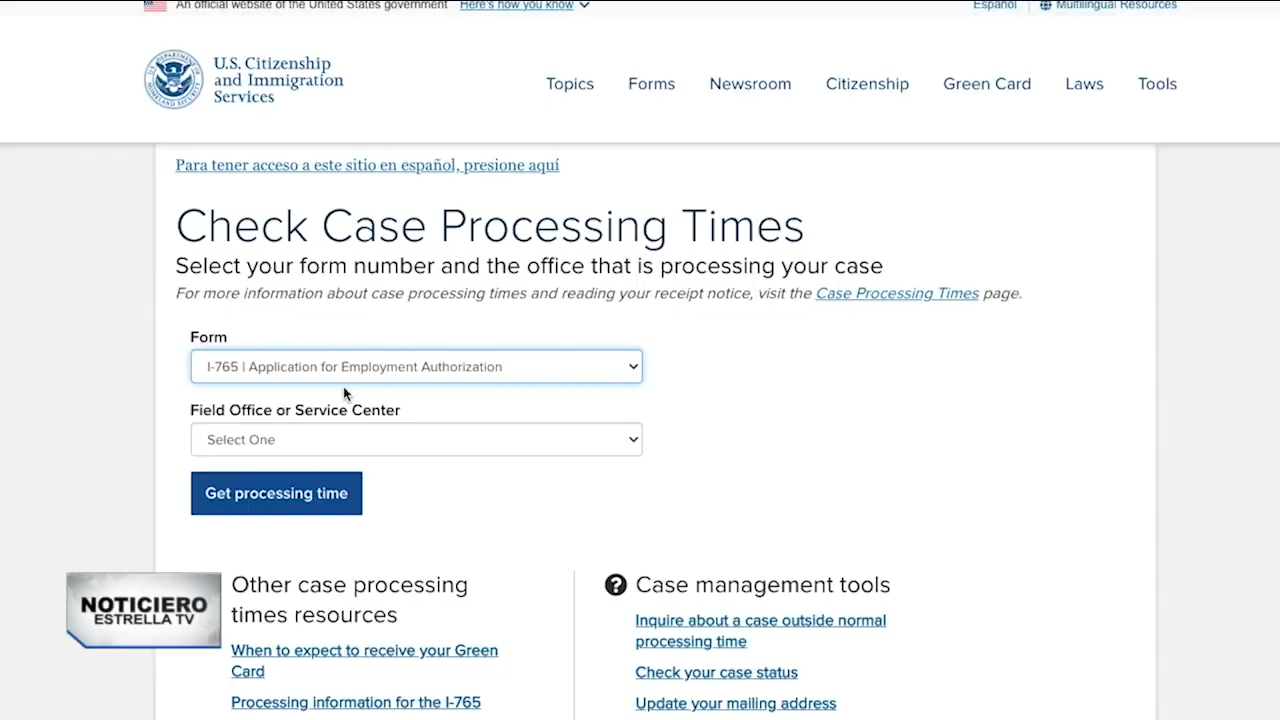 An official website of the United States government Here's how you know
Español
Multilingual Resources
U.S. Citizenship
and Immigration
Services
Topics
Forms
Newsroom
Citizenship
Green Card
Laws
Tools
Para tener acceso a este sitio en español, presione aquí
Check Case Processing Times
Select your form number and the office that is processing your case
For more information about case processing times and reading your receipt notice, visit the Case Processing Times page.
Form
I-765 | Application for Employment Authorization
Field Office or Service Center
Select One
Get processing time
Other case processing
times resources
When to expect to receive your Green
Card
Processing information for the I-765
Case management tools
Inquire about a case outside normal
processing time
Check your case status
Update your mailing address
NOTICIERO
ESTRELLA TV